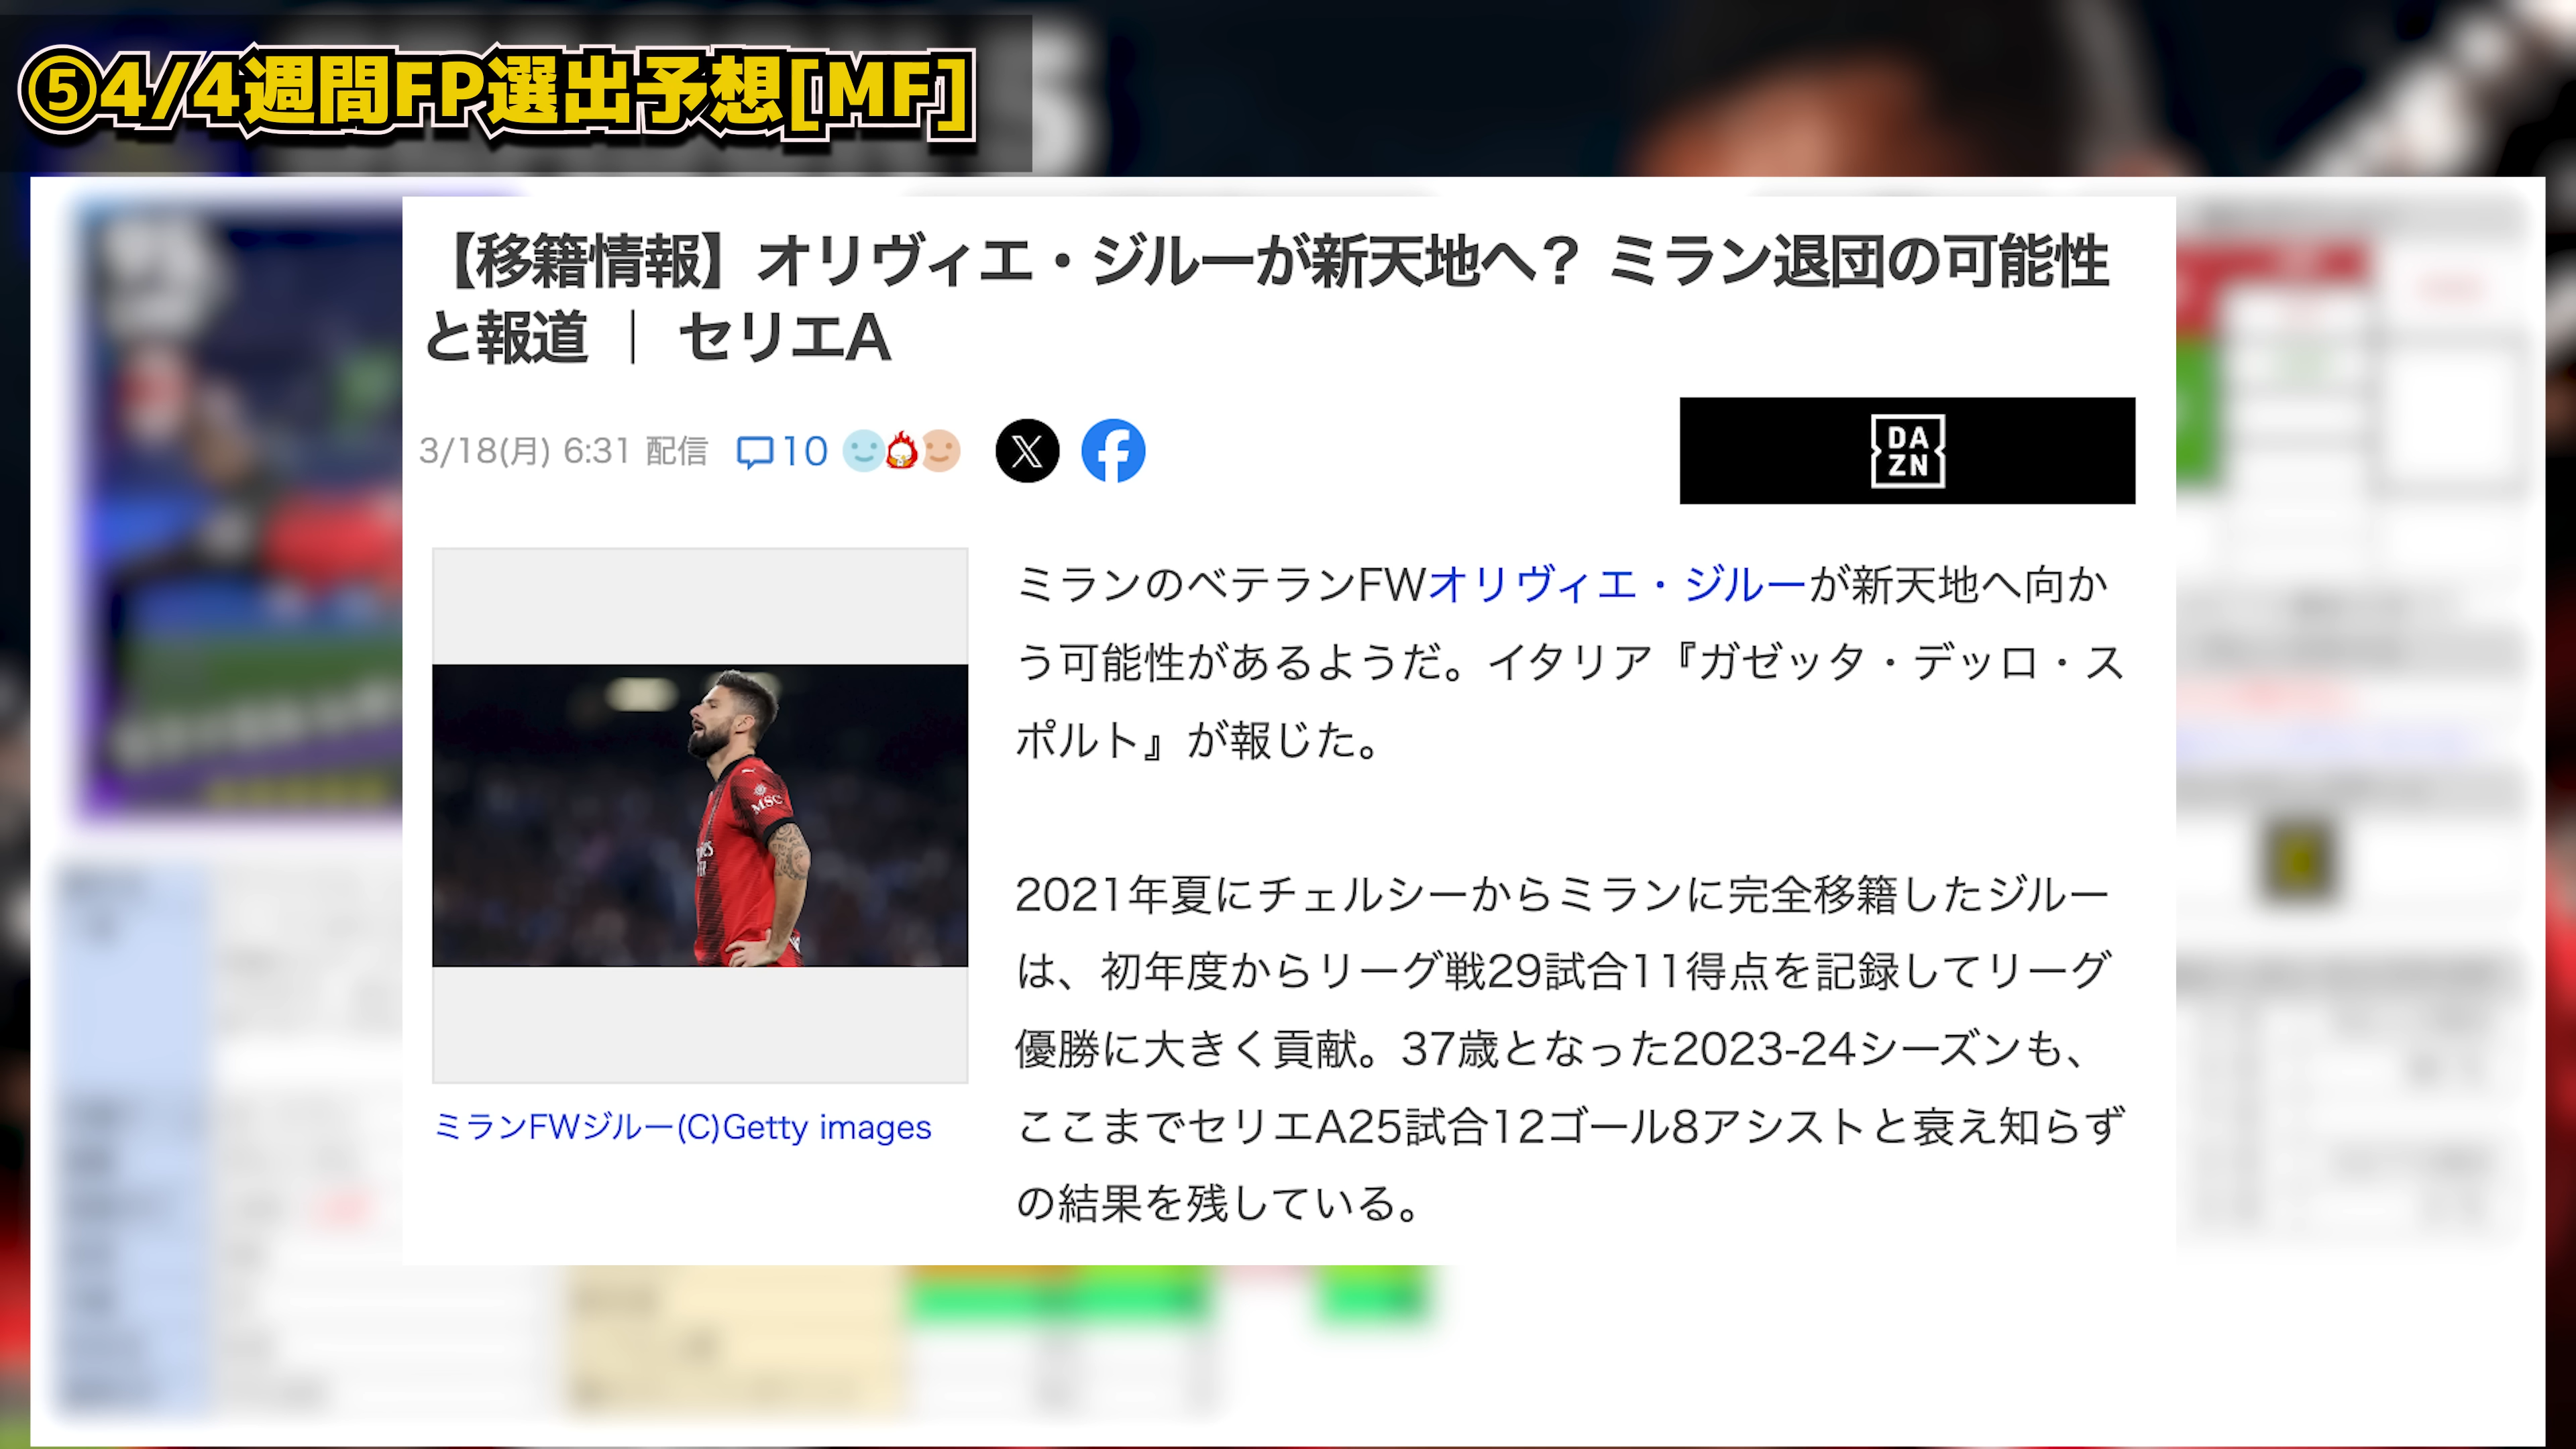 ⑤4/4週間FP選出予想[MF]
【移籍情報】オリヴィエ・ジルーが新天地へ？ ミラン退団の可能性
と報道 ｜ セリエA
3/18(月) 6:31 配信 10
DA
ZN
ミランのベテランFWオリヴィエ・ジルーが新天地へ向か
う可能性があるようだ。イタリア『ガゼッタ・デッロ・ス
ポルト』が報じた。
MSC
2021年夏にチェルシーからミランに完全移籍したジルー
は、初年度からリーグ戦29試合11得点を記録してリーグ
優勝に大きく貢献。37歳となった2023-24シーズンも、
ここまでセリエA25試合12ゴール8アシストと衰え知らず
の結果を残している。
ミランFWジルー(C)Getty images